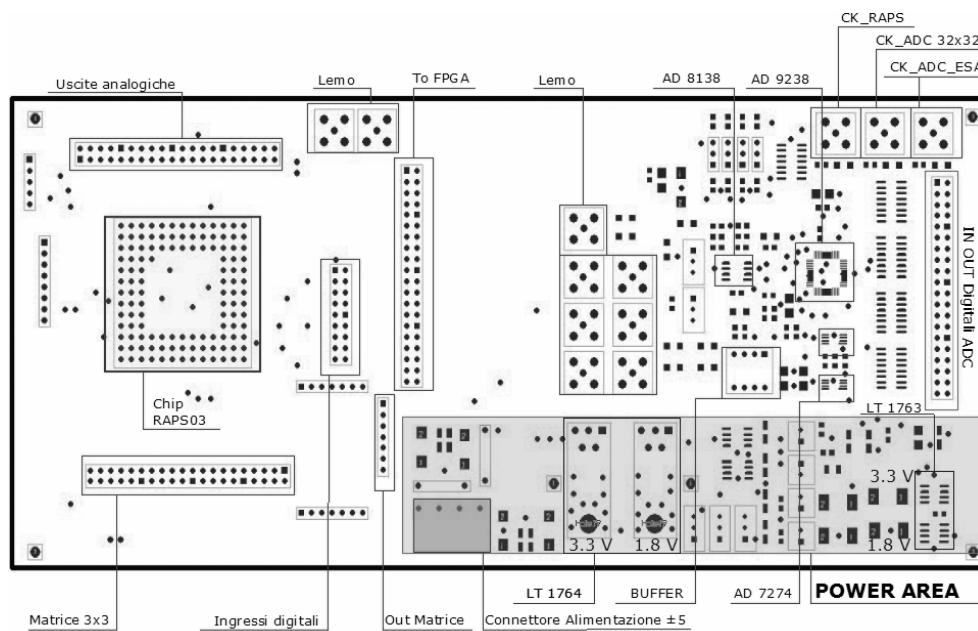 CK_RAPS
CK_ADC 32x32
CK_ADC_ESA
Uscite analogiche
Lemo
To FPGA
Lemo
AD 8138
AD 9238
IN OUT Digitali ADC
Chip
RAPS03
LT 1763
3.3 V
1.8 V
3.3 V
1.8 V
POWER AREA
Matrice 3x3
Ingressi digitali
Out Matrice
LT 1764
Connettore Alimentazione ±5
BUFFER
AD 7274